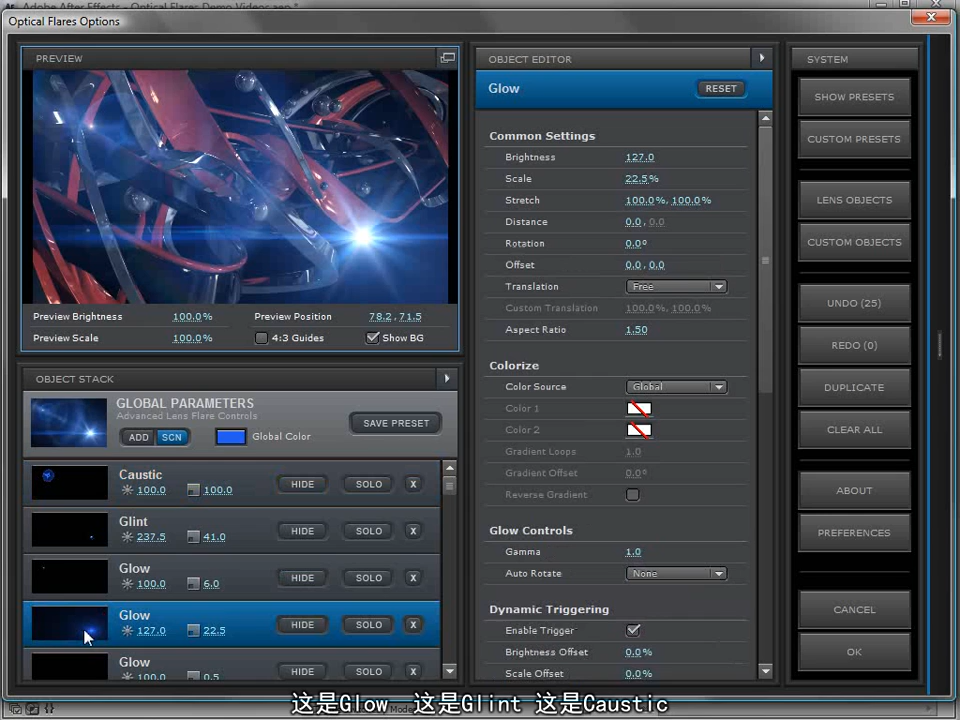 Adobe After Effects - Optical Flares Demo Videos.aep *
Optical Flares Options
PREVIEW
Preview Brightness 100.0% Preview Position 78.2, 71.5
Preview Scale 100.0% 4:3 Guides Show BG
OBJECT STACK
GLOBAL PARAMETERS
Advanced Lens Flare Controls
SAVE PRESET
ADD SCN Global Color
Caustic
100.0 100.0 HIDE SOLO X
Glint
237.5 41.0 HIDE SOLO X
Glow
100.0 6.0 HIDE SOLO X
Glow
127.0 22.5 HIDE SOLO X
Glow
100.0 0.5 HIDE SOLO X
OBJECT EDITOR
Glow RESET
Common Settings
Brightness 127.0
Scale 22.5%
Stretch 100.0%, 100.0%
Distance 0.0, 0.0
Rotation 0.0°
Offset 0.0, 0.0
Translation Free
Custom Translation 100.0%, 100.0%
Aspect Ratio 1.50
Colorize
Color Source Global
Color 1
Color 2
Gradient Loops 1.0
Gradient Offset 0.0°
Reverse Gradient
Glow Controls
Gamma 1.0
Auto Rotate None
Dynamic Triggering
Enable Trigger
Brightness Offset 0.0%
Scale Offset 0.0%
SYSTEM
SHOW PRESETS
CUSTOM PRESETS
LENS OBJECTS
CUSTOM OBJECTS
UNDO (25)
REDO (0)
DUPLICATE
CLEAR ALL
ABOUT
PREFERENCES
CANCEL
OK
这是Glow 这是Glint 这是Caustic